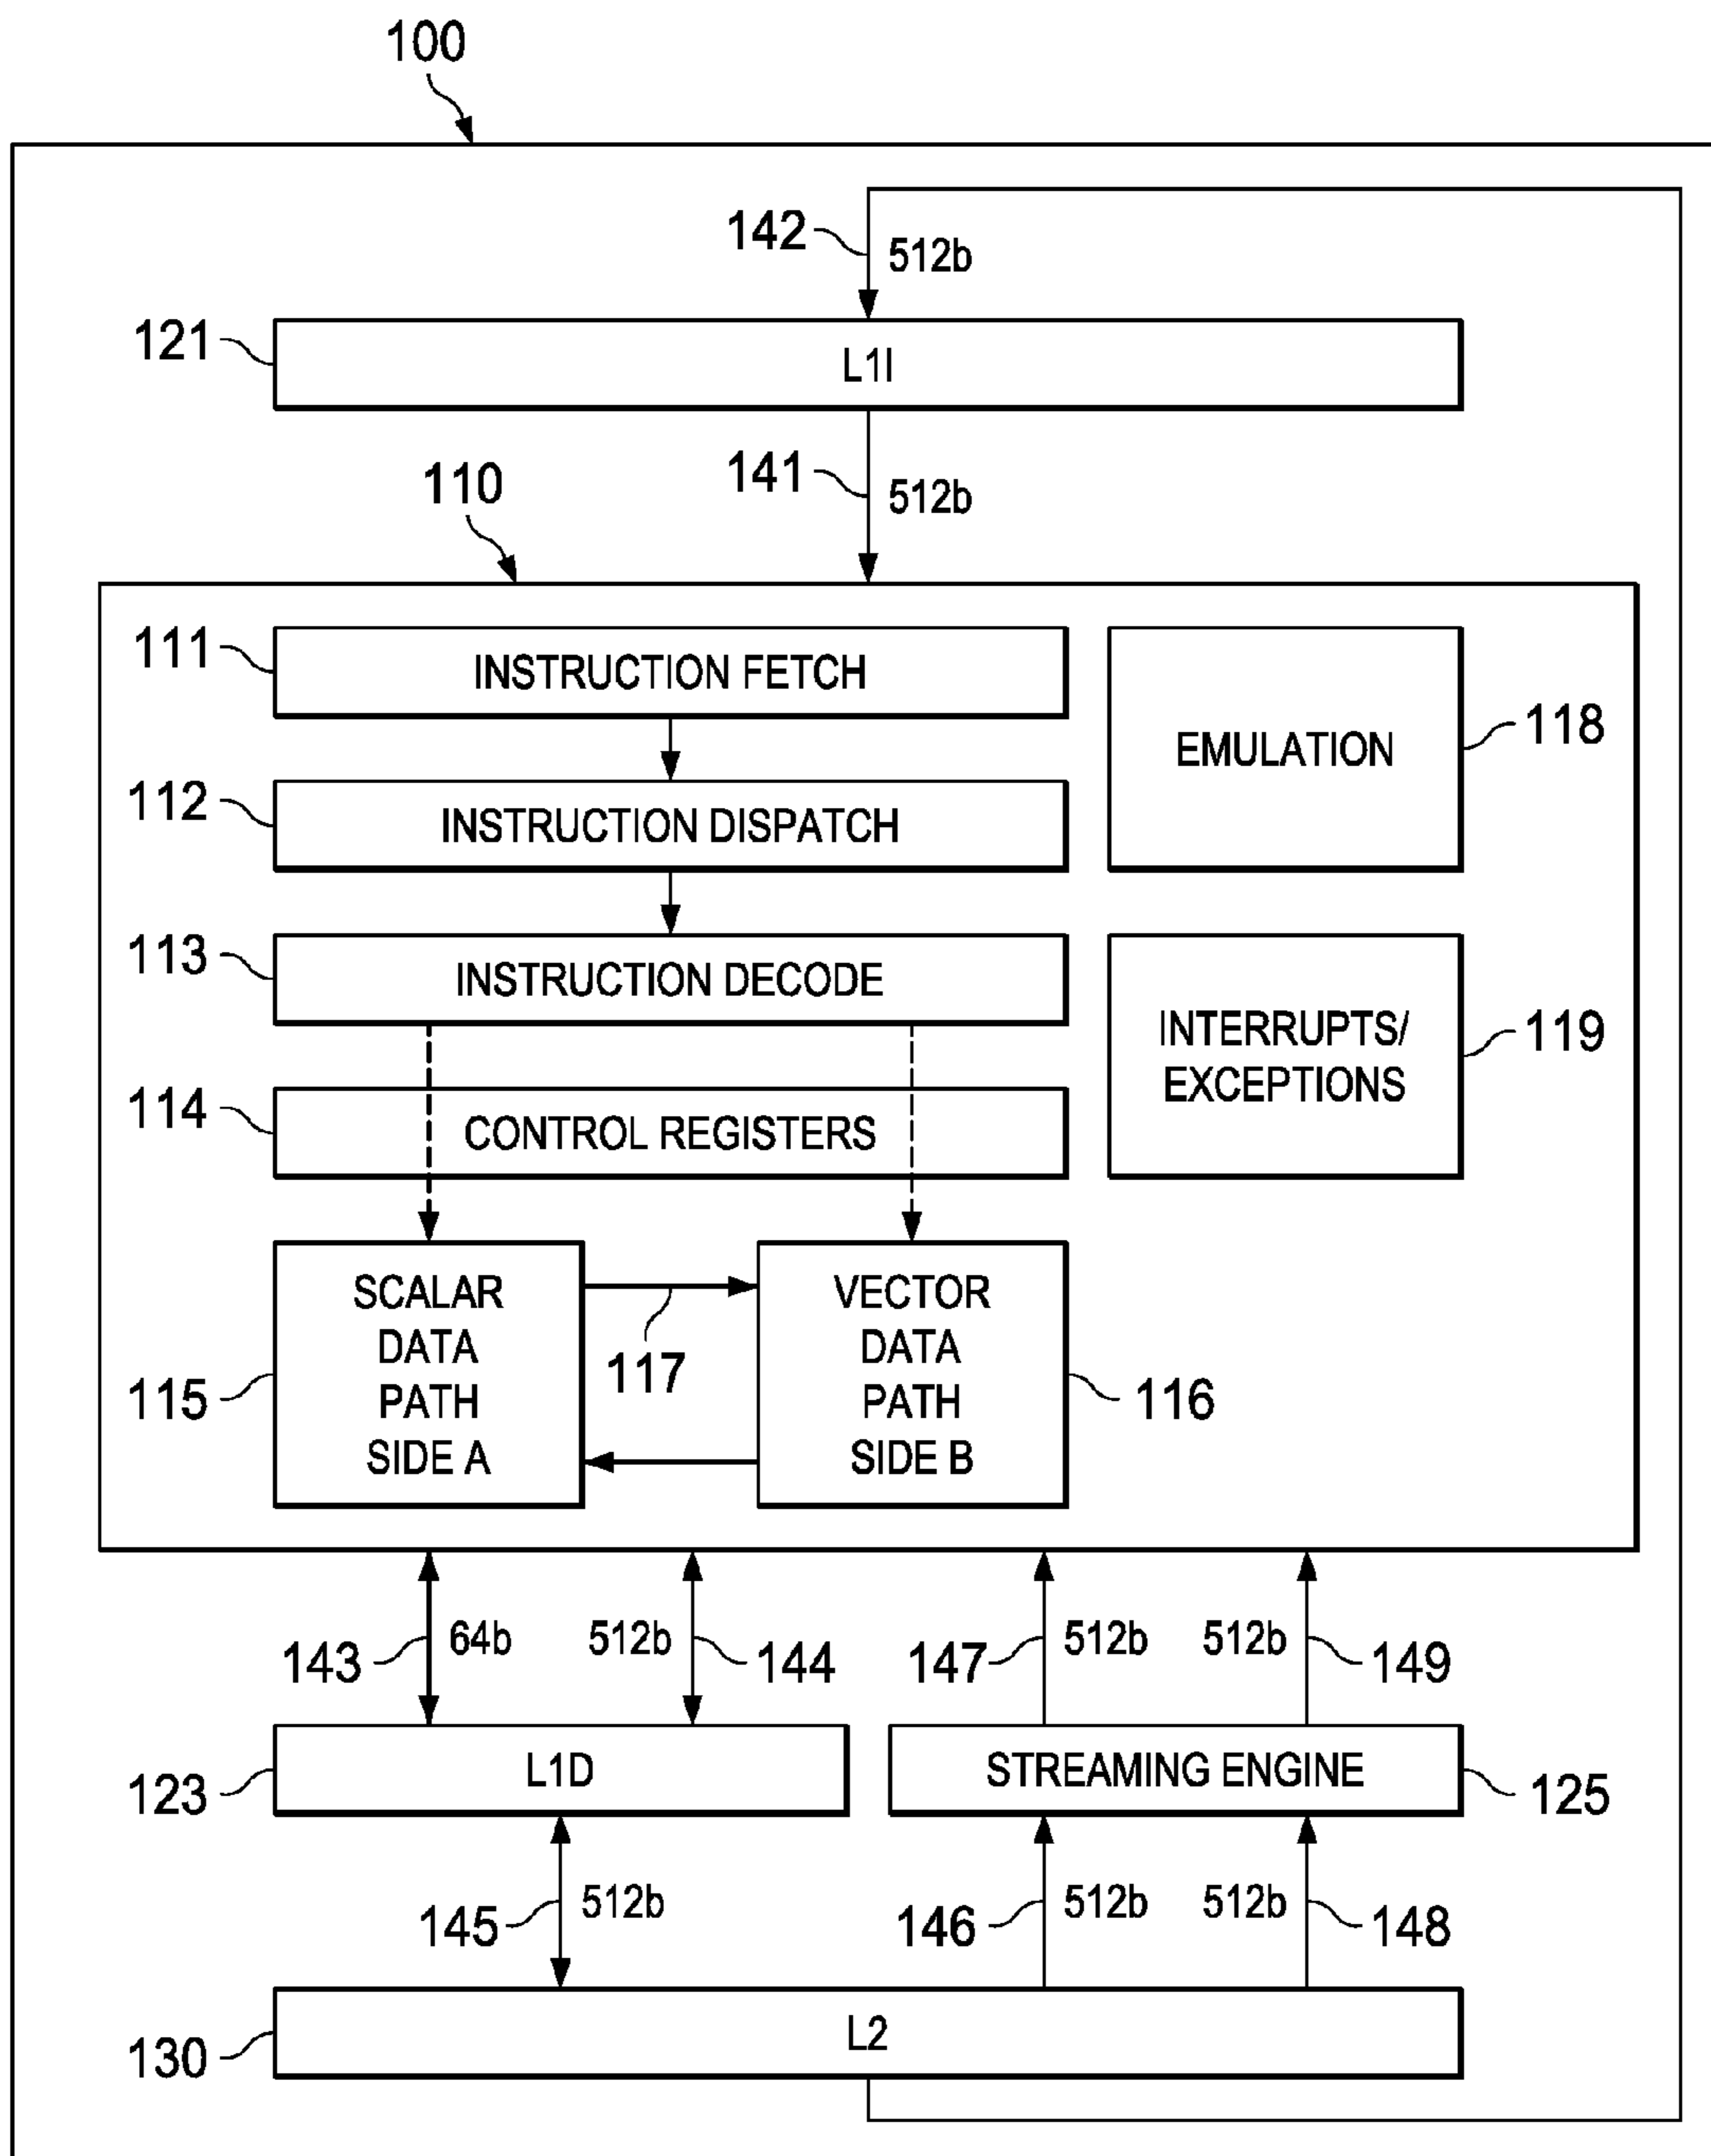 100
142
512b
121
L1I
141
512b
110
111
INSTRUCTION FETCH
118
EMULATION
112
INSTRUCTION DISPATCH
113
INSTRUCTION DECODE
119
INTERRUPTS/
EXCEPTIONS
114
CONTROL REGISTERS
115
SCALAR
DATA
PATH
SIDE A
117
VECTOR
DATA
PATH
SIDE B
116
143
64b
512b
144
147
512b
512b
149
123
L1D
STREAMING ENGINE
125
145
512b
146
512b
512b
148
130
L2